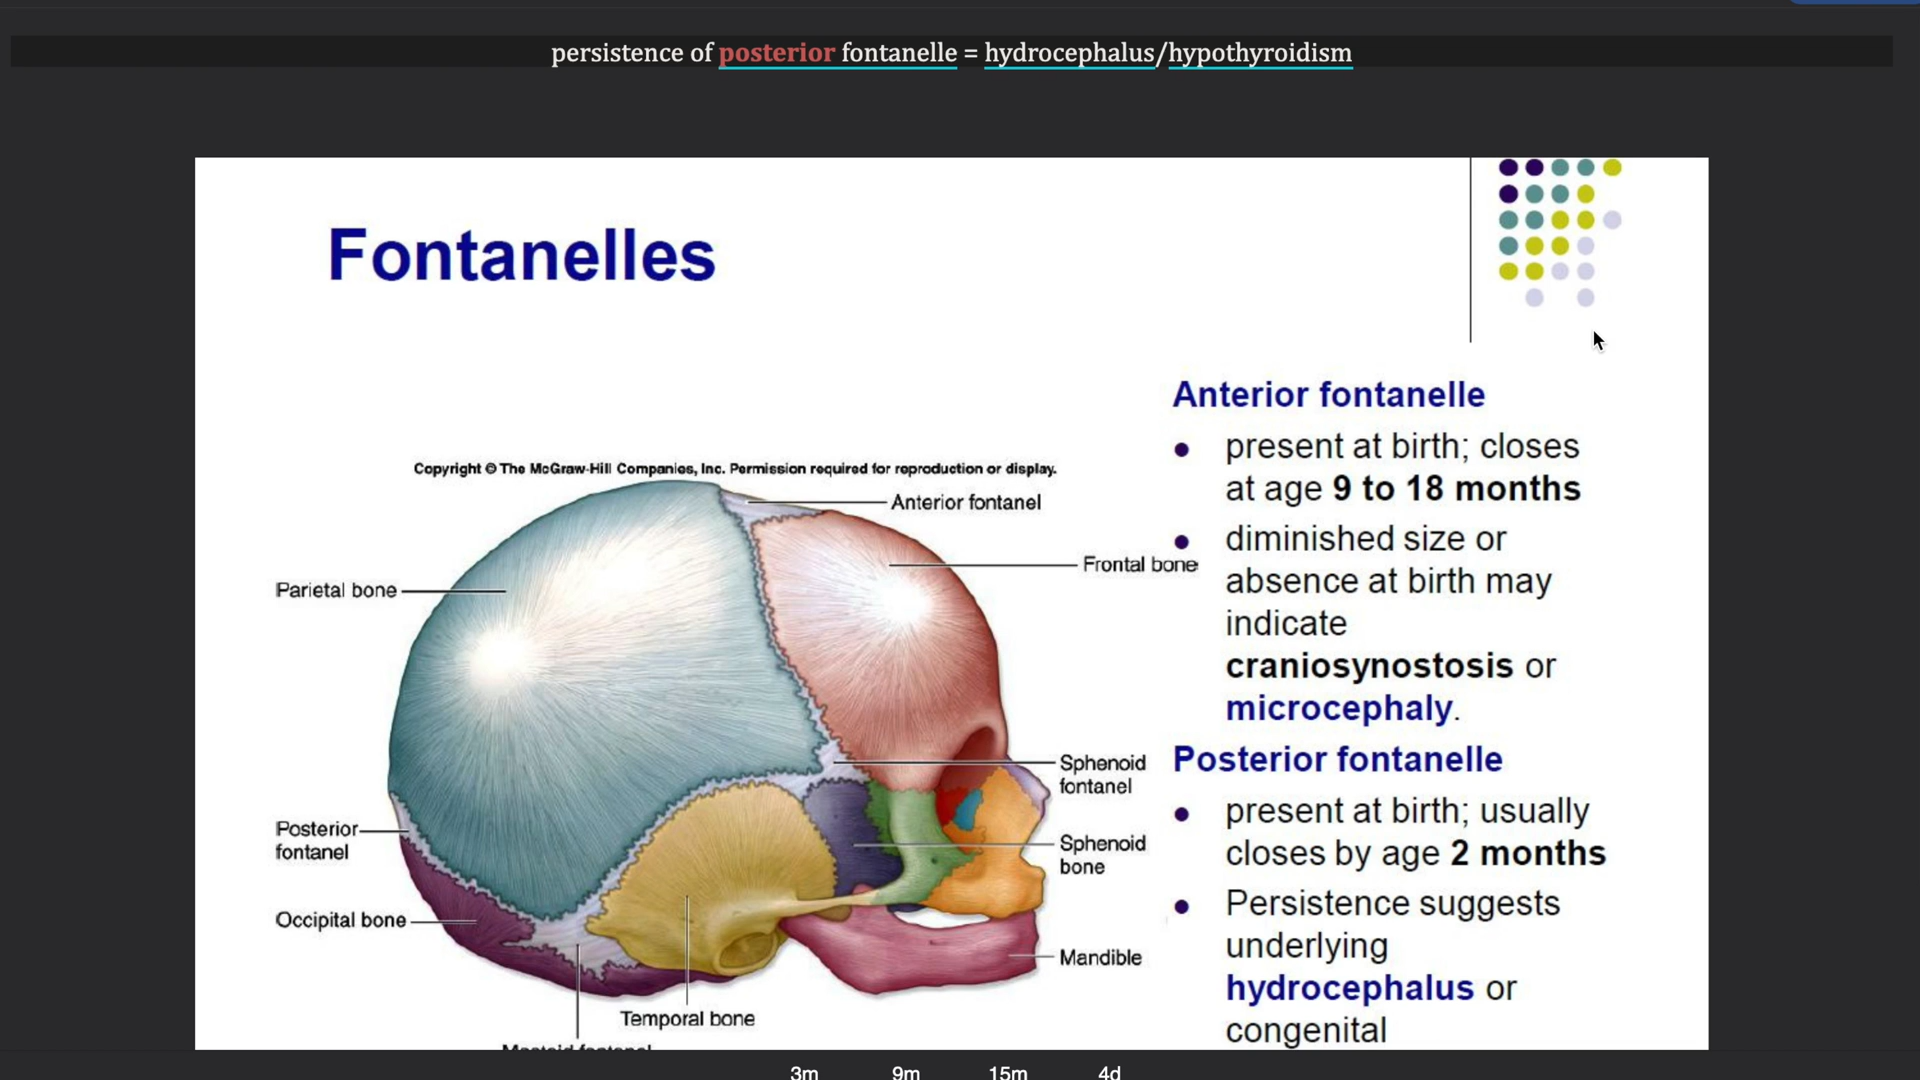 persistence of posterior fontanelle = hydrocephalus/hypothyroidism
Fontanelles
Copyright © The McGraw-Hill Companies, Inc. Permission required for reproduction or display.
Anterior fontanel
Frontal bone
Parietal bone
Sphenoid
fontanel
Posterior
fontanel
Sphenoid
bone
Occipital bone
Mandible
Temporal bone
Mastoid fontanel
Anterior fontanelle
● present at birth; closes
at age 9 to 18 months
● diminished size or
absence at birth may
indicate
craniosynostosis or
microcephaly.
Posterior fontanelle
● present at birth; usually
closes by age 2 months
● Persistence suggests
underlying
hydrocephalus or
congenital
3m 9m 15m 4d